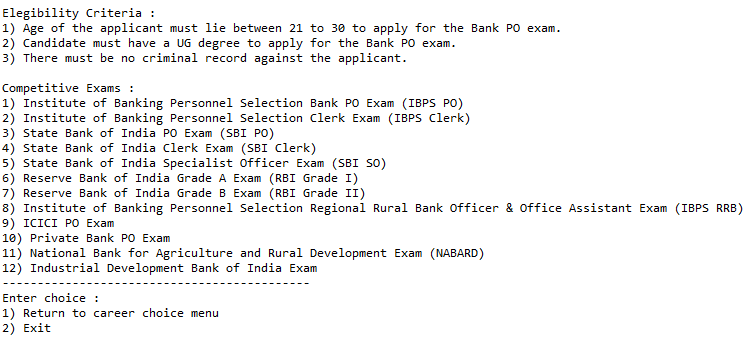 Elegibility Criteria :
1) Age of the applicant must lie between 21 to 30 to apply for the Bank PO exam.
2) Candidate must have a UG degree to apply for the Bank PO exam.
3) There must be no criminal record against the applicant.

Competitive Exams :
1) Institute of Banking Personnel Selection Bank PO Exam (IBPS PO)
2) Institute of Banking Personnel Selection Clerk Exam (IBPS Clerk)
3) State Bank of India PO Exam (SBI PO)
4) State Bank of India Clerk Exam (SBI Clerk)
5) State Bank of India Specialist Officer Exam (SBI SO)
6) Reserve Bank of India Grade A Exam (RBI Grade I)
7) Reserve Bank of India Grade B Exam (RBI Grade II)
8) Institute of Banking Personnel Selection Regional Rural Bank Officer & Office Assistant Exam (IBPS RRB)
9) ICICI PO Exam
10) Private Bank PO Exam
11) National Bank for Agriculture and Rural Development Exam (NABARD)
12) Industrial Development Bank of India Exam
--------------------------------------------
Enter choice :
1) Return to career choice menu
2) Exit